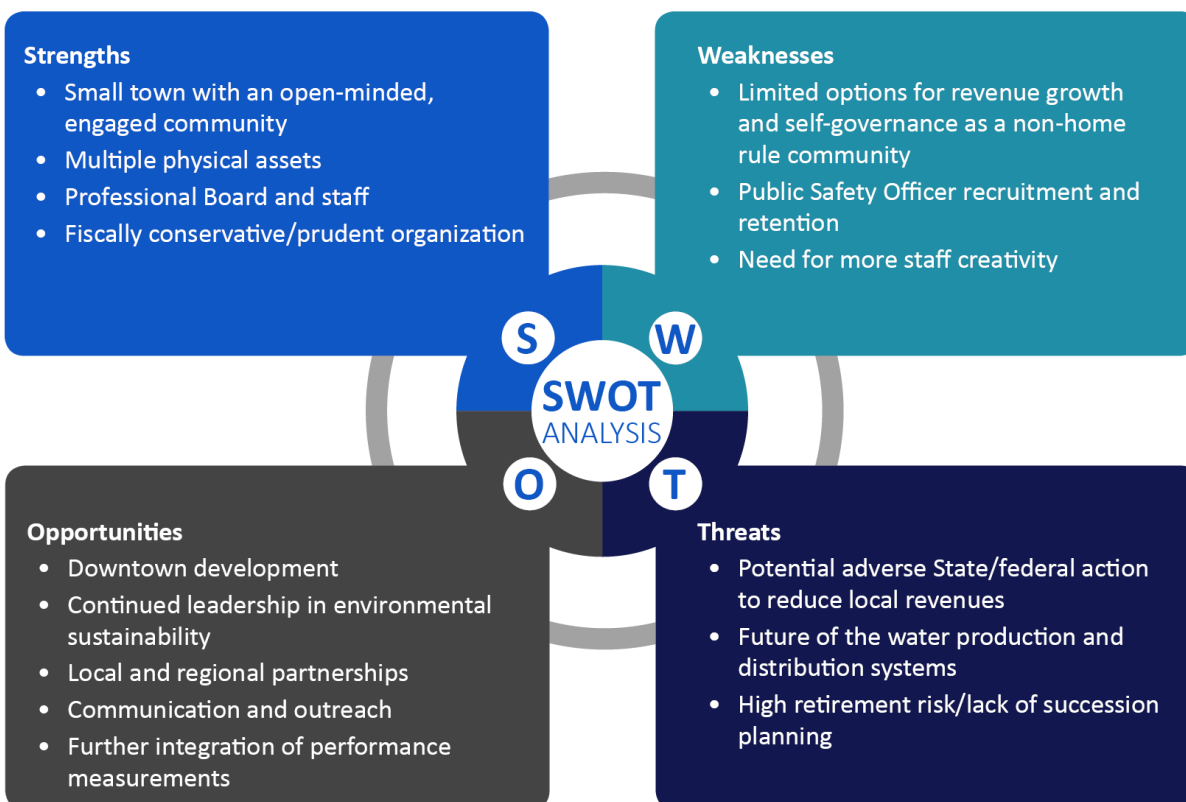 Strengths
• Small town with an open-minded,
engaged community
• Multiple physical assets
• Professional Board and staff
• Fiscally conservative/prudent organization
Weaknesses
• Limited options for revenue growth
and self-governance as a non-home
rule community
• Public Safety Officer recruitment and
retention
• Need for more staff creativity
S
W
SWOT
ANALYSIS
O
T
Opportunities
• Downtown development
• Continued leadership in environmental
sustainability
• Local and regional partnerships
• Communication and outreach
• Further integration of performance
measurements
Threats
• Potential adverse State/federal action
to reduce local revenues
• Future of the water production and
distribution systems
• High retirement risk/lack of succession
planning